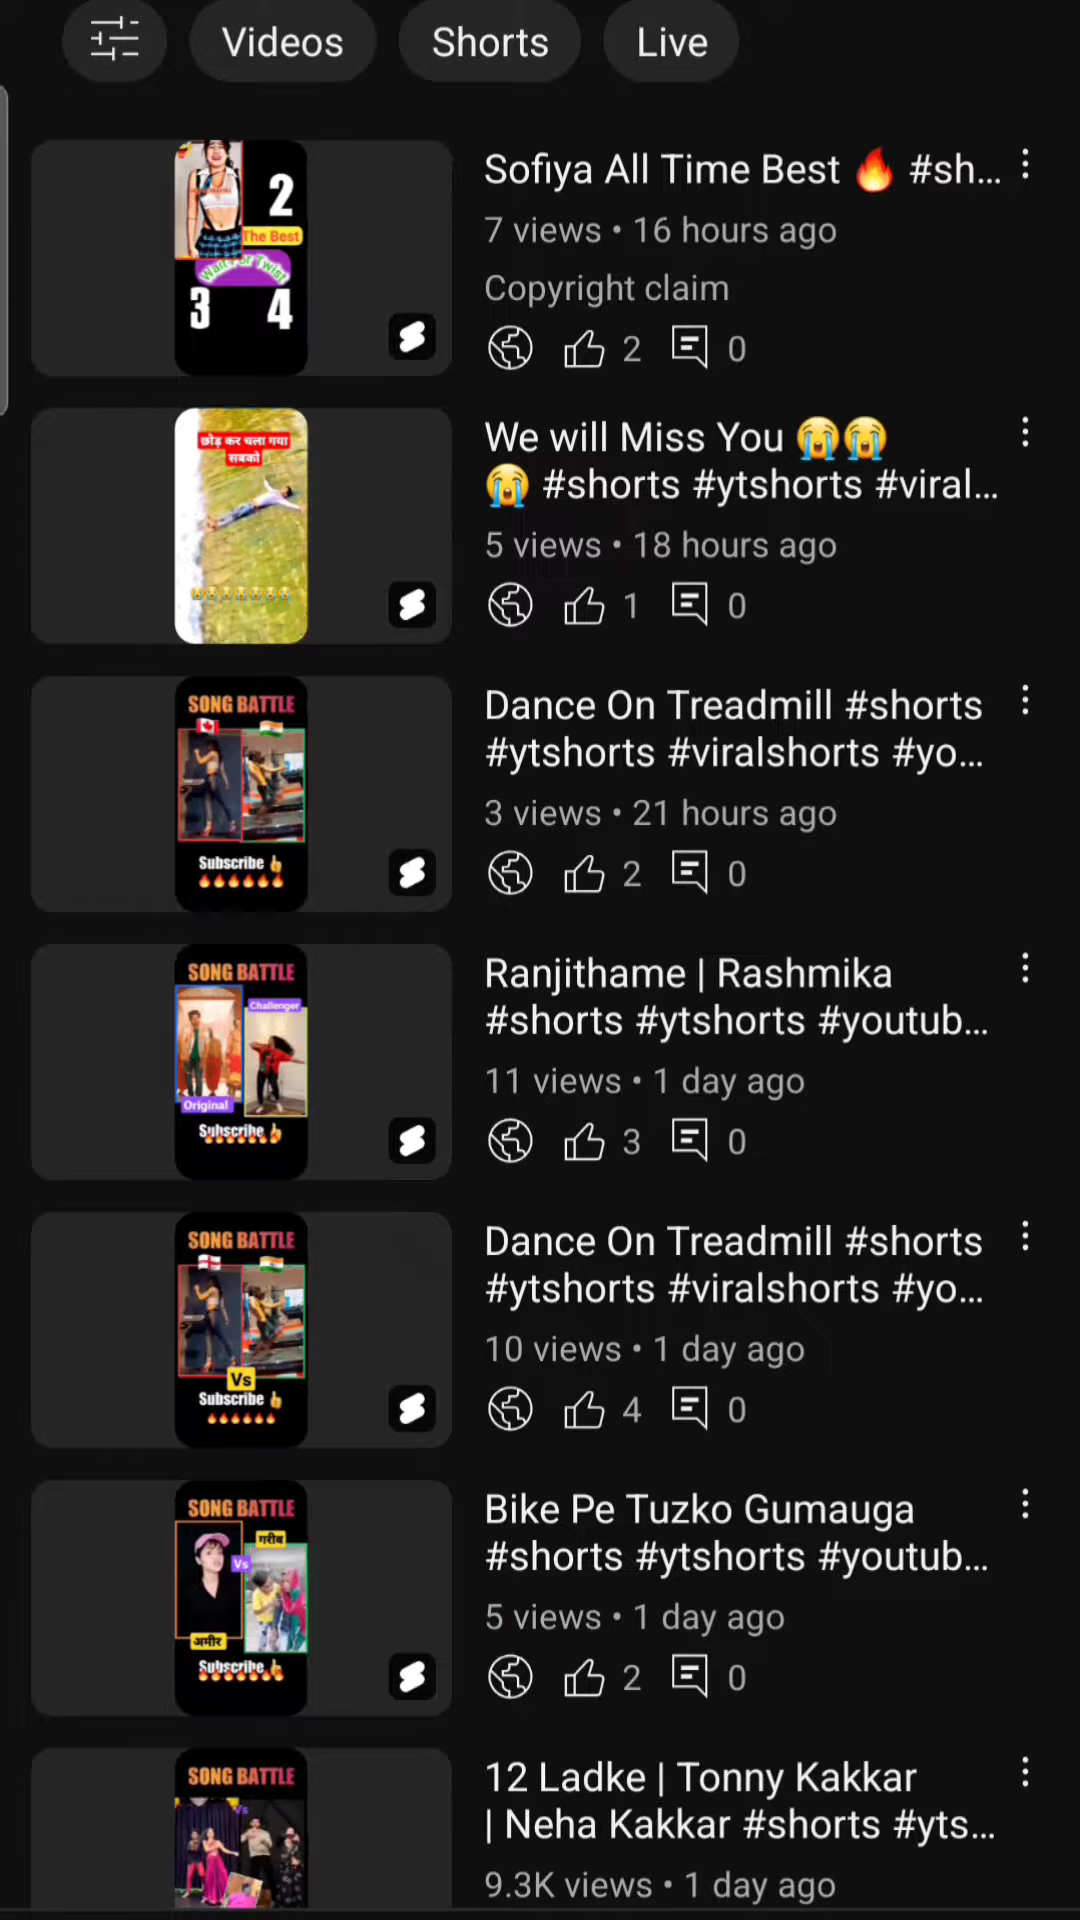 Videos
Shorts
Live
2
The Best
Wait For Twist
3
4
Sofiya All Time Best 🔥 #sh...
7 views • 16 hours ago
Copyright claim
2
0
छोड़ कर चला गया
सबको
We will Miss You 😭😭
😭 #shorts #ytshorts #viral...
5 views • 18 hours ago
1
0
SONG BATTLE
Subscribe
Dance On Treadmill #shorts
#ytshorts #viralshorts #yo...
3 views • 21 hours ago
2
0
SONG BATTLE
Challenger
Original
Subscribe
Ranjithame | Rashmika
#shorts #ytshorts #youtub...
11 views • 1 day ago
3
0
SONG BATTLE
Vs
Subscribe
Dance On Treadmill #shorts
#ytshorts #viralshorts #yo...
10 views • 1 day ago
4
0
SONG BATTLE
गरीब
Vs
अमीर
Subscribe
Bike Pe Tuzko Gumauga
#shorts #ytshorts #youtub...
5 views • 1 day ago
2
0
SONG BATTLE
Vs
12 Ladke | Tonny Kakkar
| Neha Kakkar #shorts #yts...
9.3K views • 1 day ago